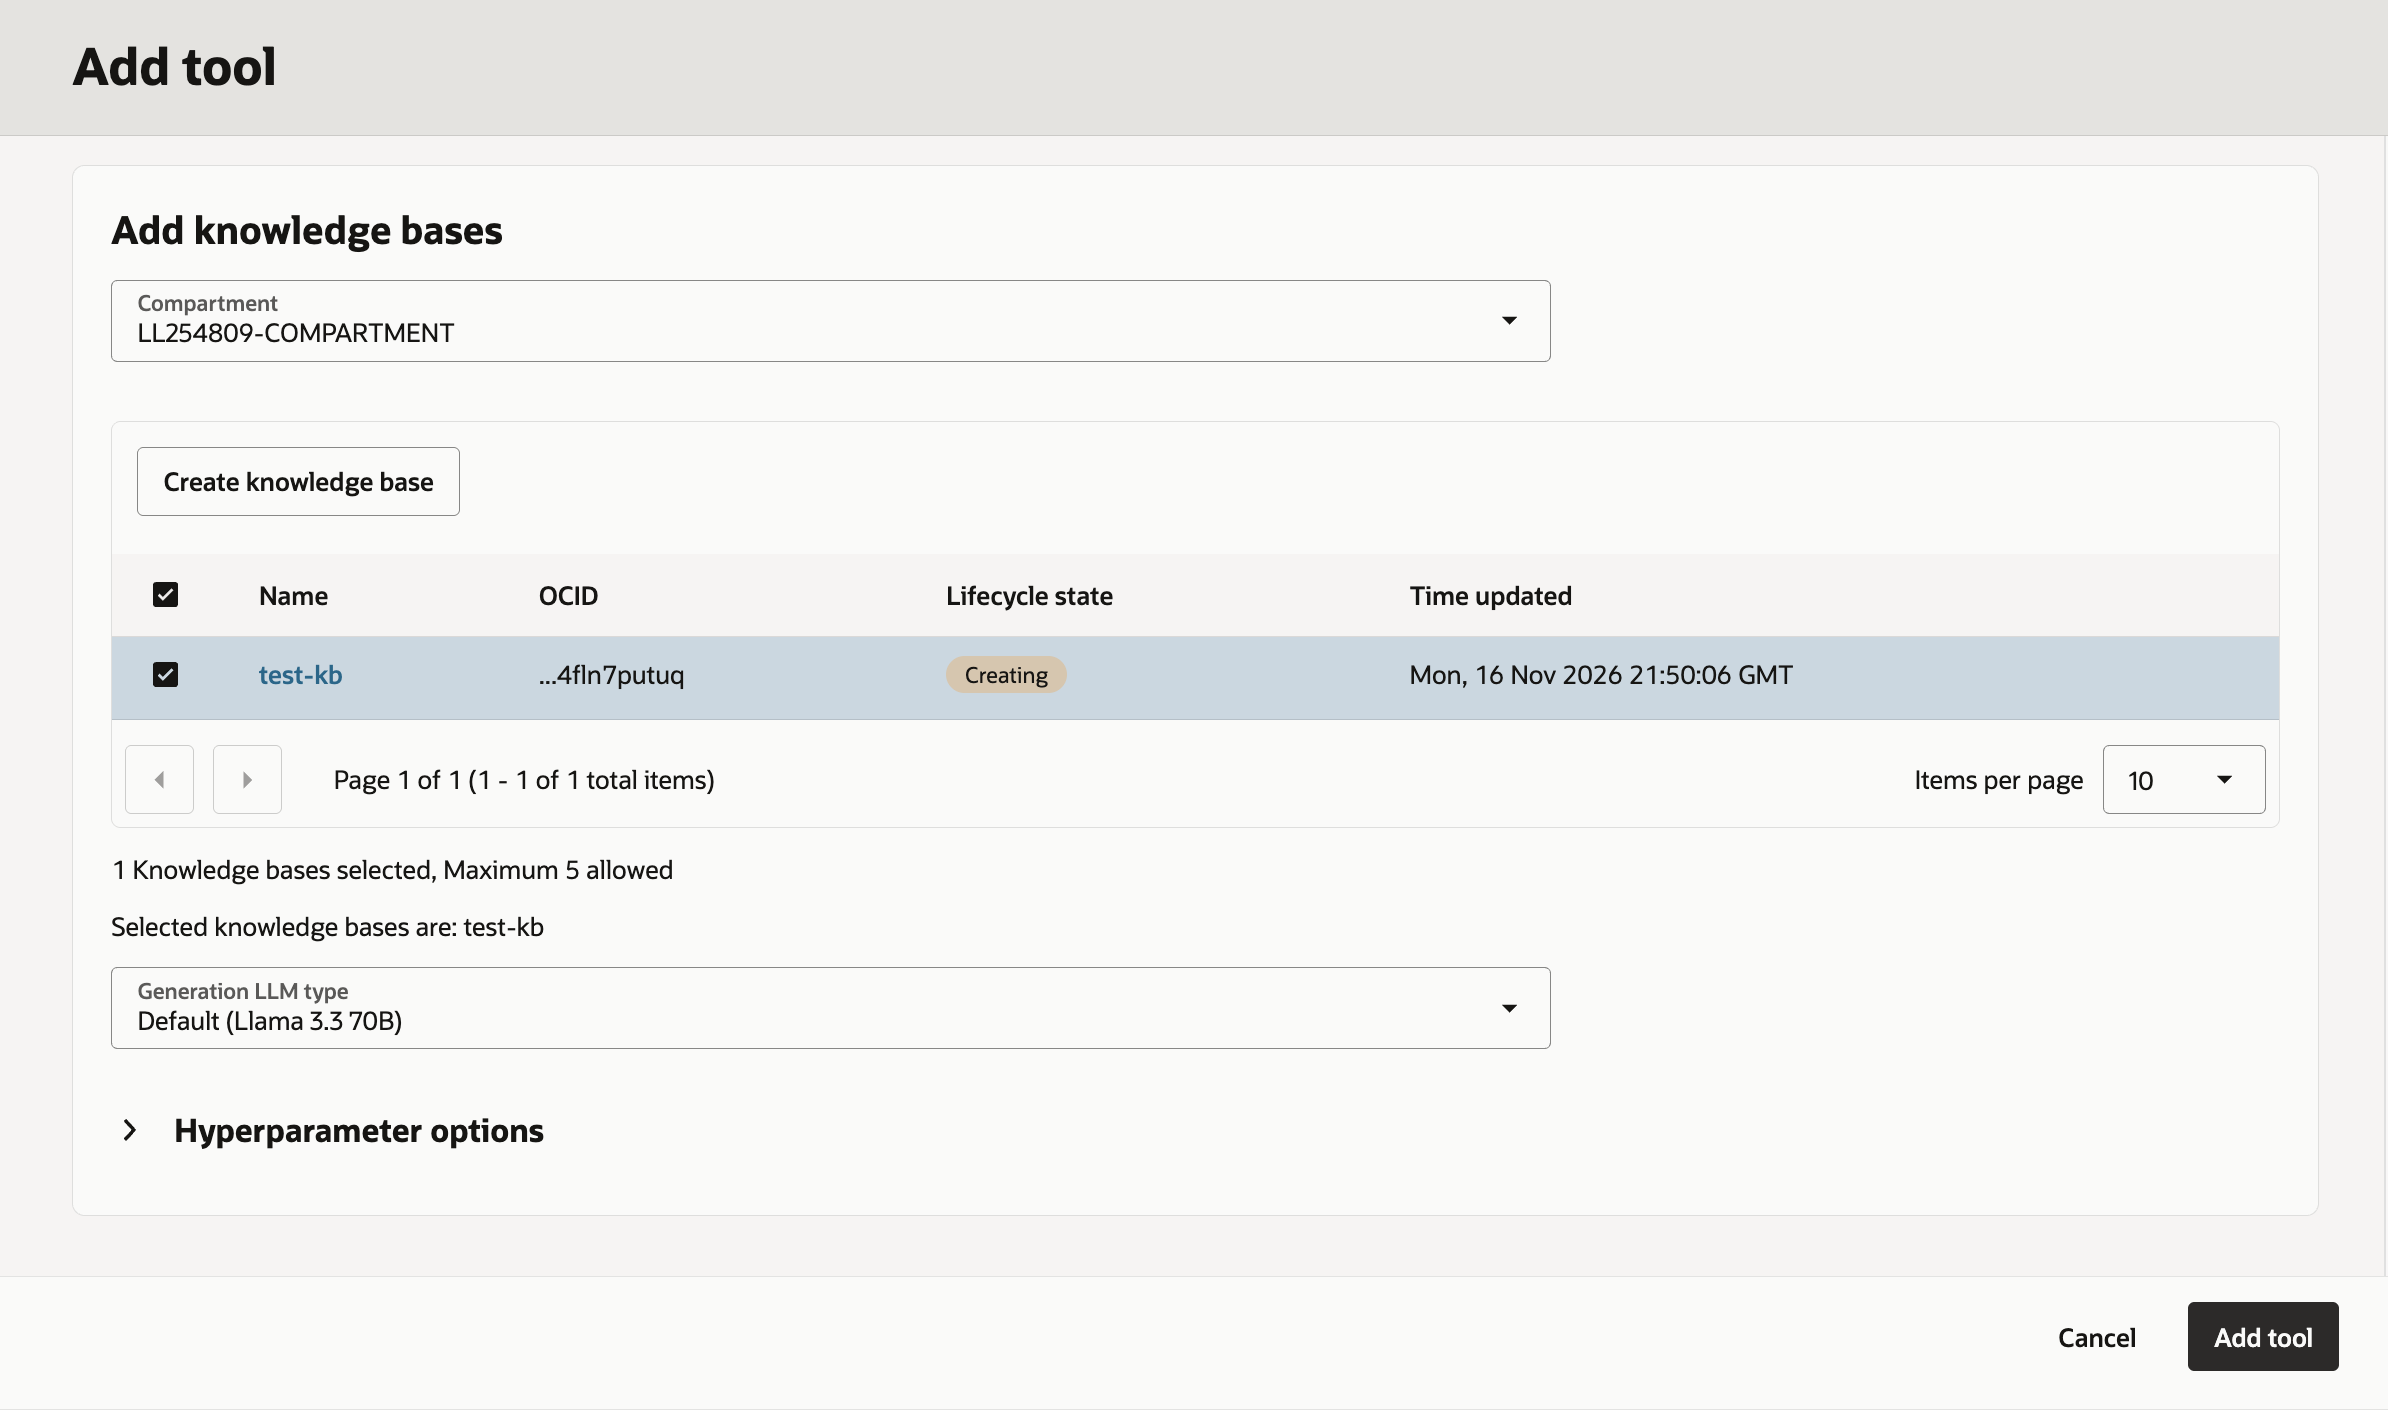 Add tool
Add knowledge bases
Compartment
LL254809-COMPARTMENT
Create knowledge base
Name OCID Lifecycle state Time updated
test-kb ...4fln7putuq Creating Mon, 16 Nov 2026 21:50:06 GMT
Page 1 of 1 (1 - 1 of 1 total items) Items per page 10
1 Knowledge bases selected, Maximum 5 allowed
Selected knowledge bases are: test-kb
Generation LLM type
Default (Llama 3.3 70B)
Hyperparameter options
Cancel Add tool